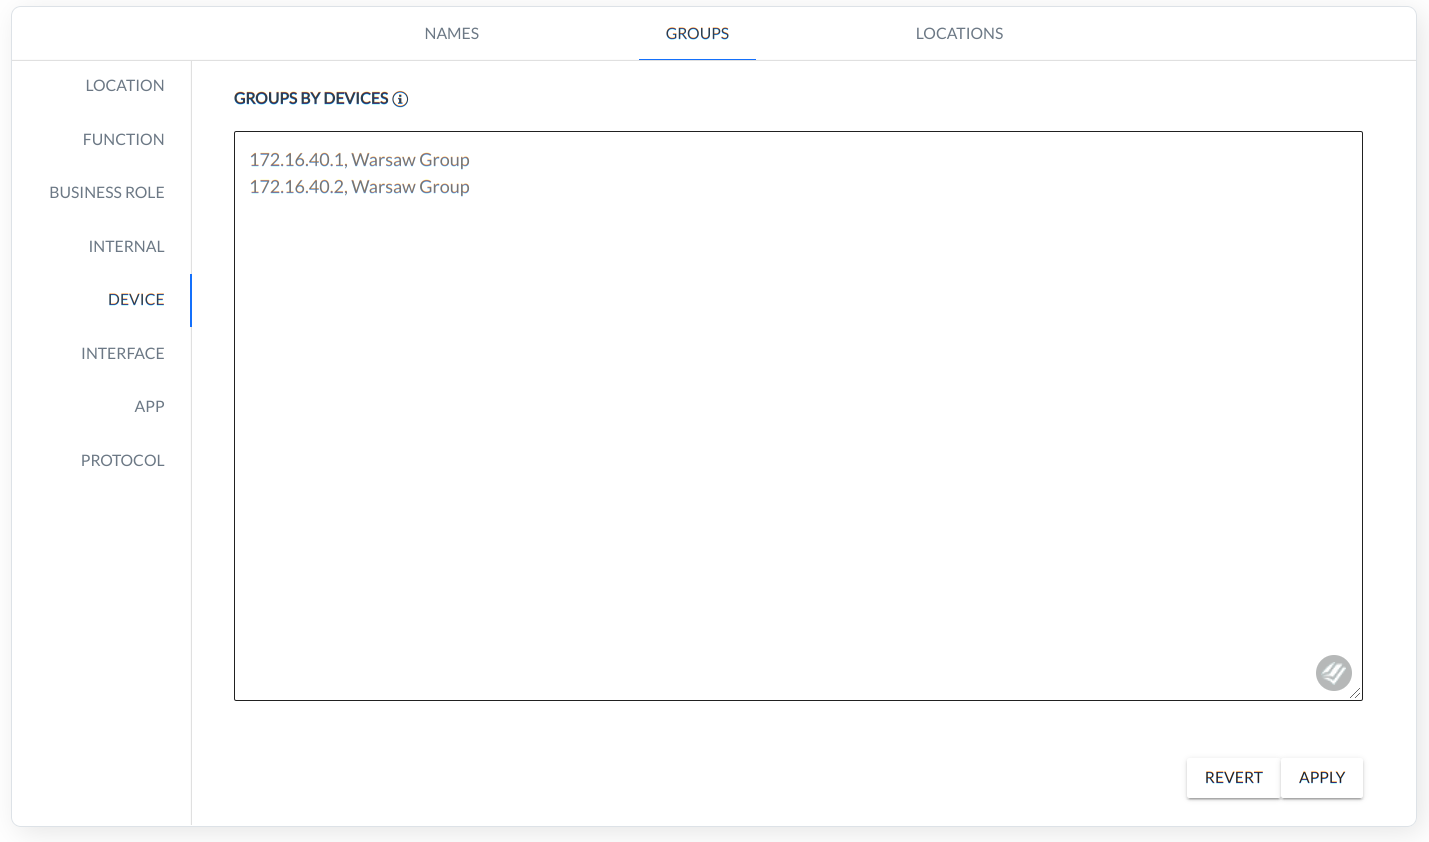 NAMES
GROUPS
LOCATIONS
LOCATION
FUNCTION
BUSINESS ROLE
INTERNAL
DEVICE
INTERFACE
APP
PROTOCOL
GROUPS BY DEVICES
172.16.40.1, Warsaw Group
172.16.40.2, Warsaw Group
REVERT
APPLY